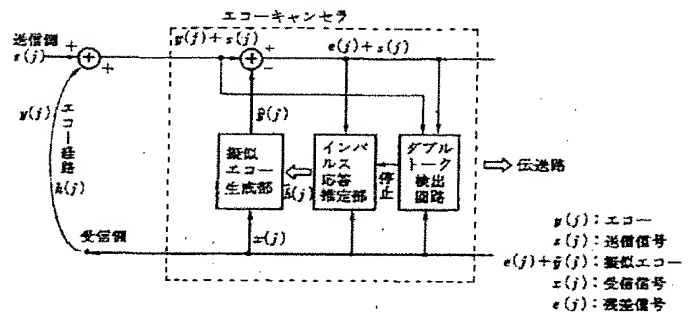 エコーキャンセラ
送信側
s(j)
+
+
y(j)+s(j)
+
−
e(j)+s(j)
ŷ(j)
y(j)
エコー経路
h(j)
擬似
エコー
生成部
ĥ(j)
インパ
ルス
応答
推定部
停止
ダブル
トーク
検出
回路
伝送路
受信側
x(j)
y(j):エコー
s(j):送信信号
e(j)+ŷ(j):擬似エコー
x(j):受信信号
e(j):残差信号